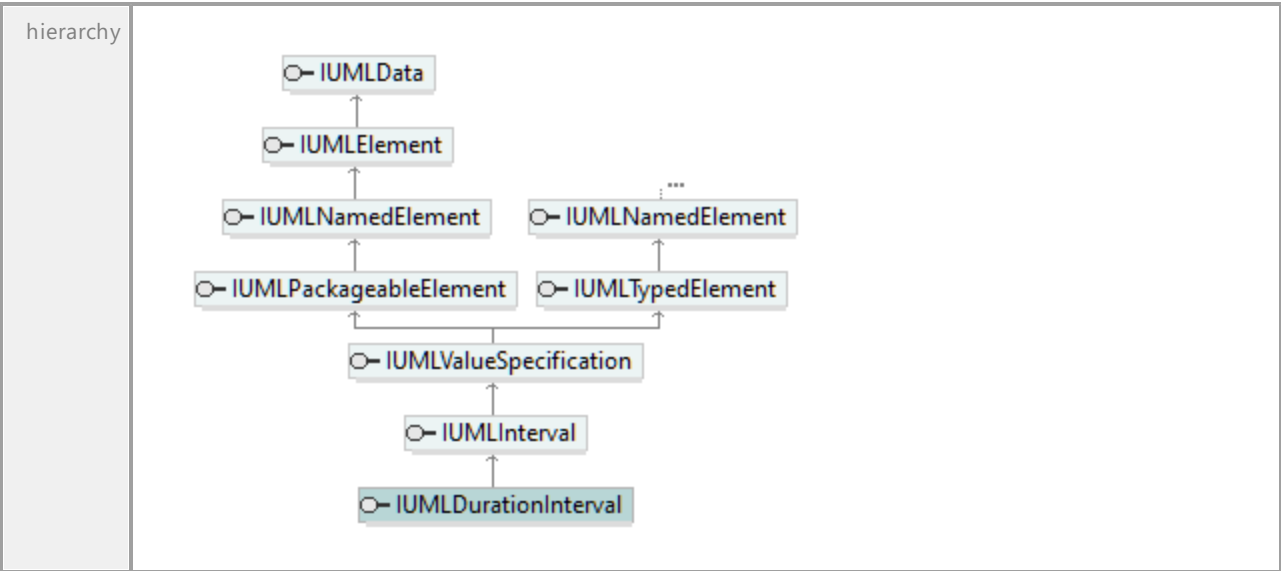 hierarchy
IUMLData
IUMLElement
...
IUMLNamedElement IUMLNamedElement
IUMLPackageableElement IUMLTypedElement
IUMLValueSpecification
IUMLInterval
IUMLDurationInterval